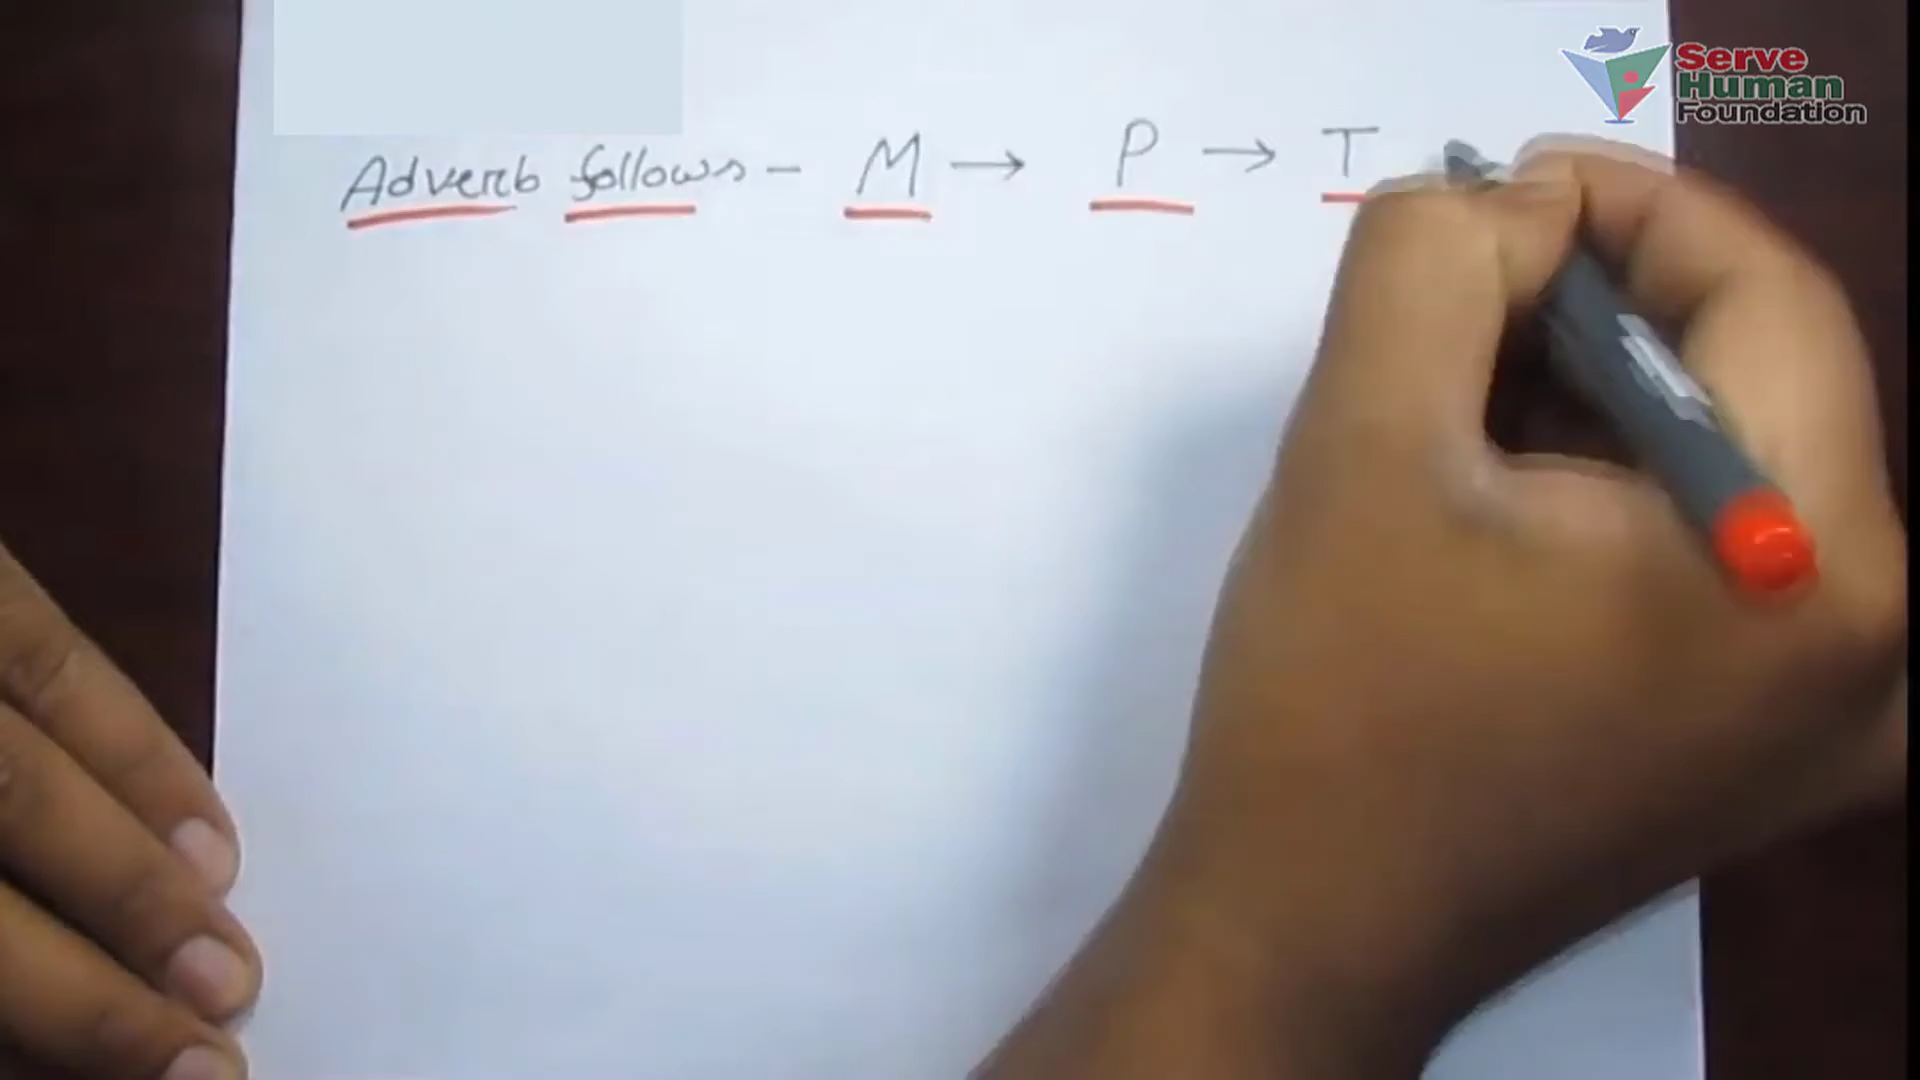 Serve
Human
Foundation
Adverb follows - M → P → T